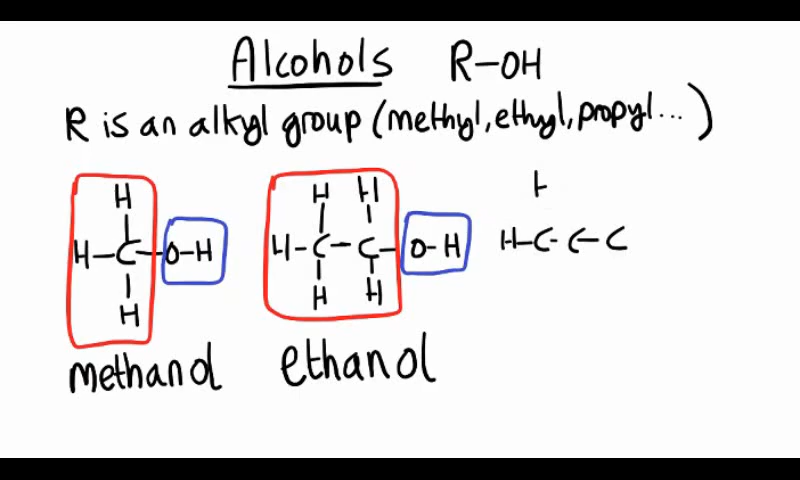 Alcohols R-OH
R is an alkyl group (methyl, ethyl, propyl...)
H H H H
H-C-O-H H-C-C-O-H H-C-C-C
H H H
methanol ethanol